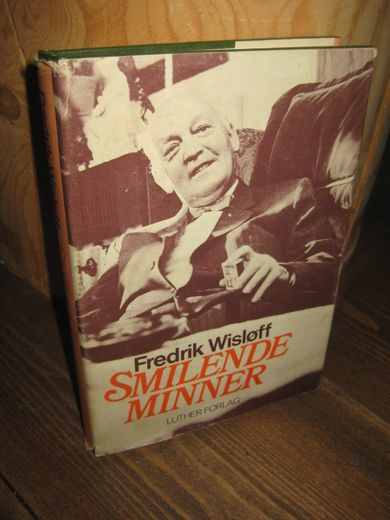 Fredrik Wisløff
SMILENDE
MINNER
LUTHER FORLAG